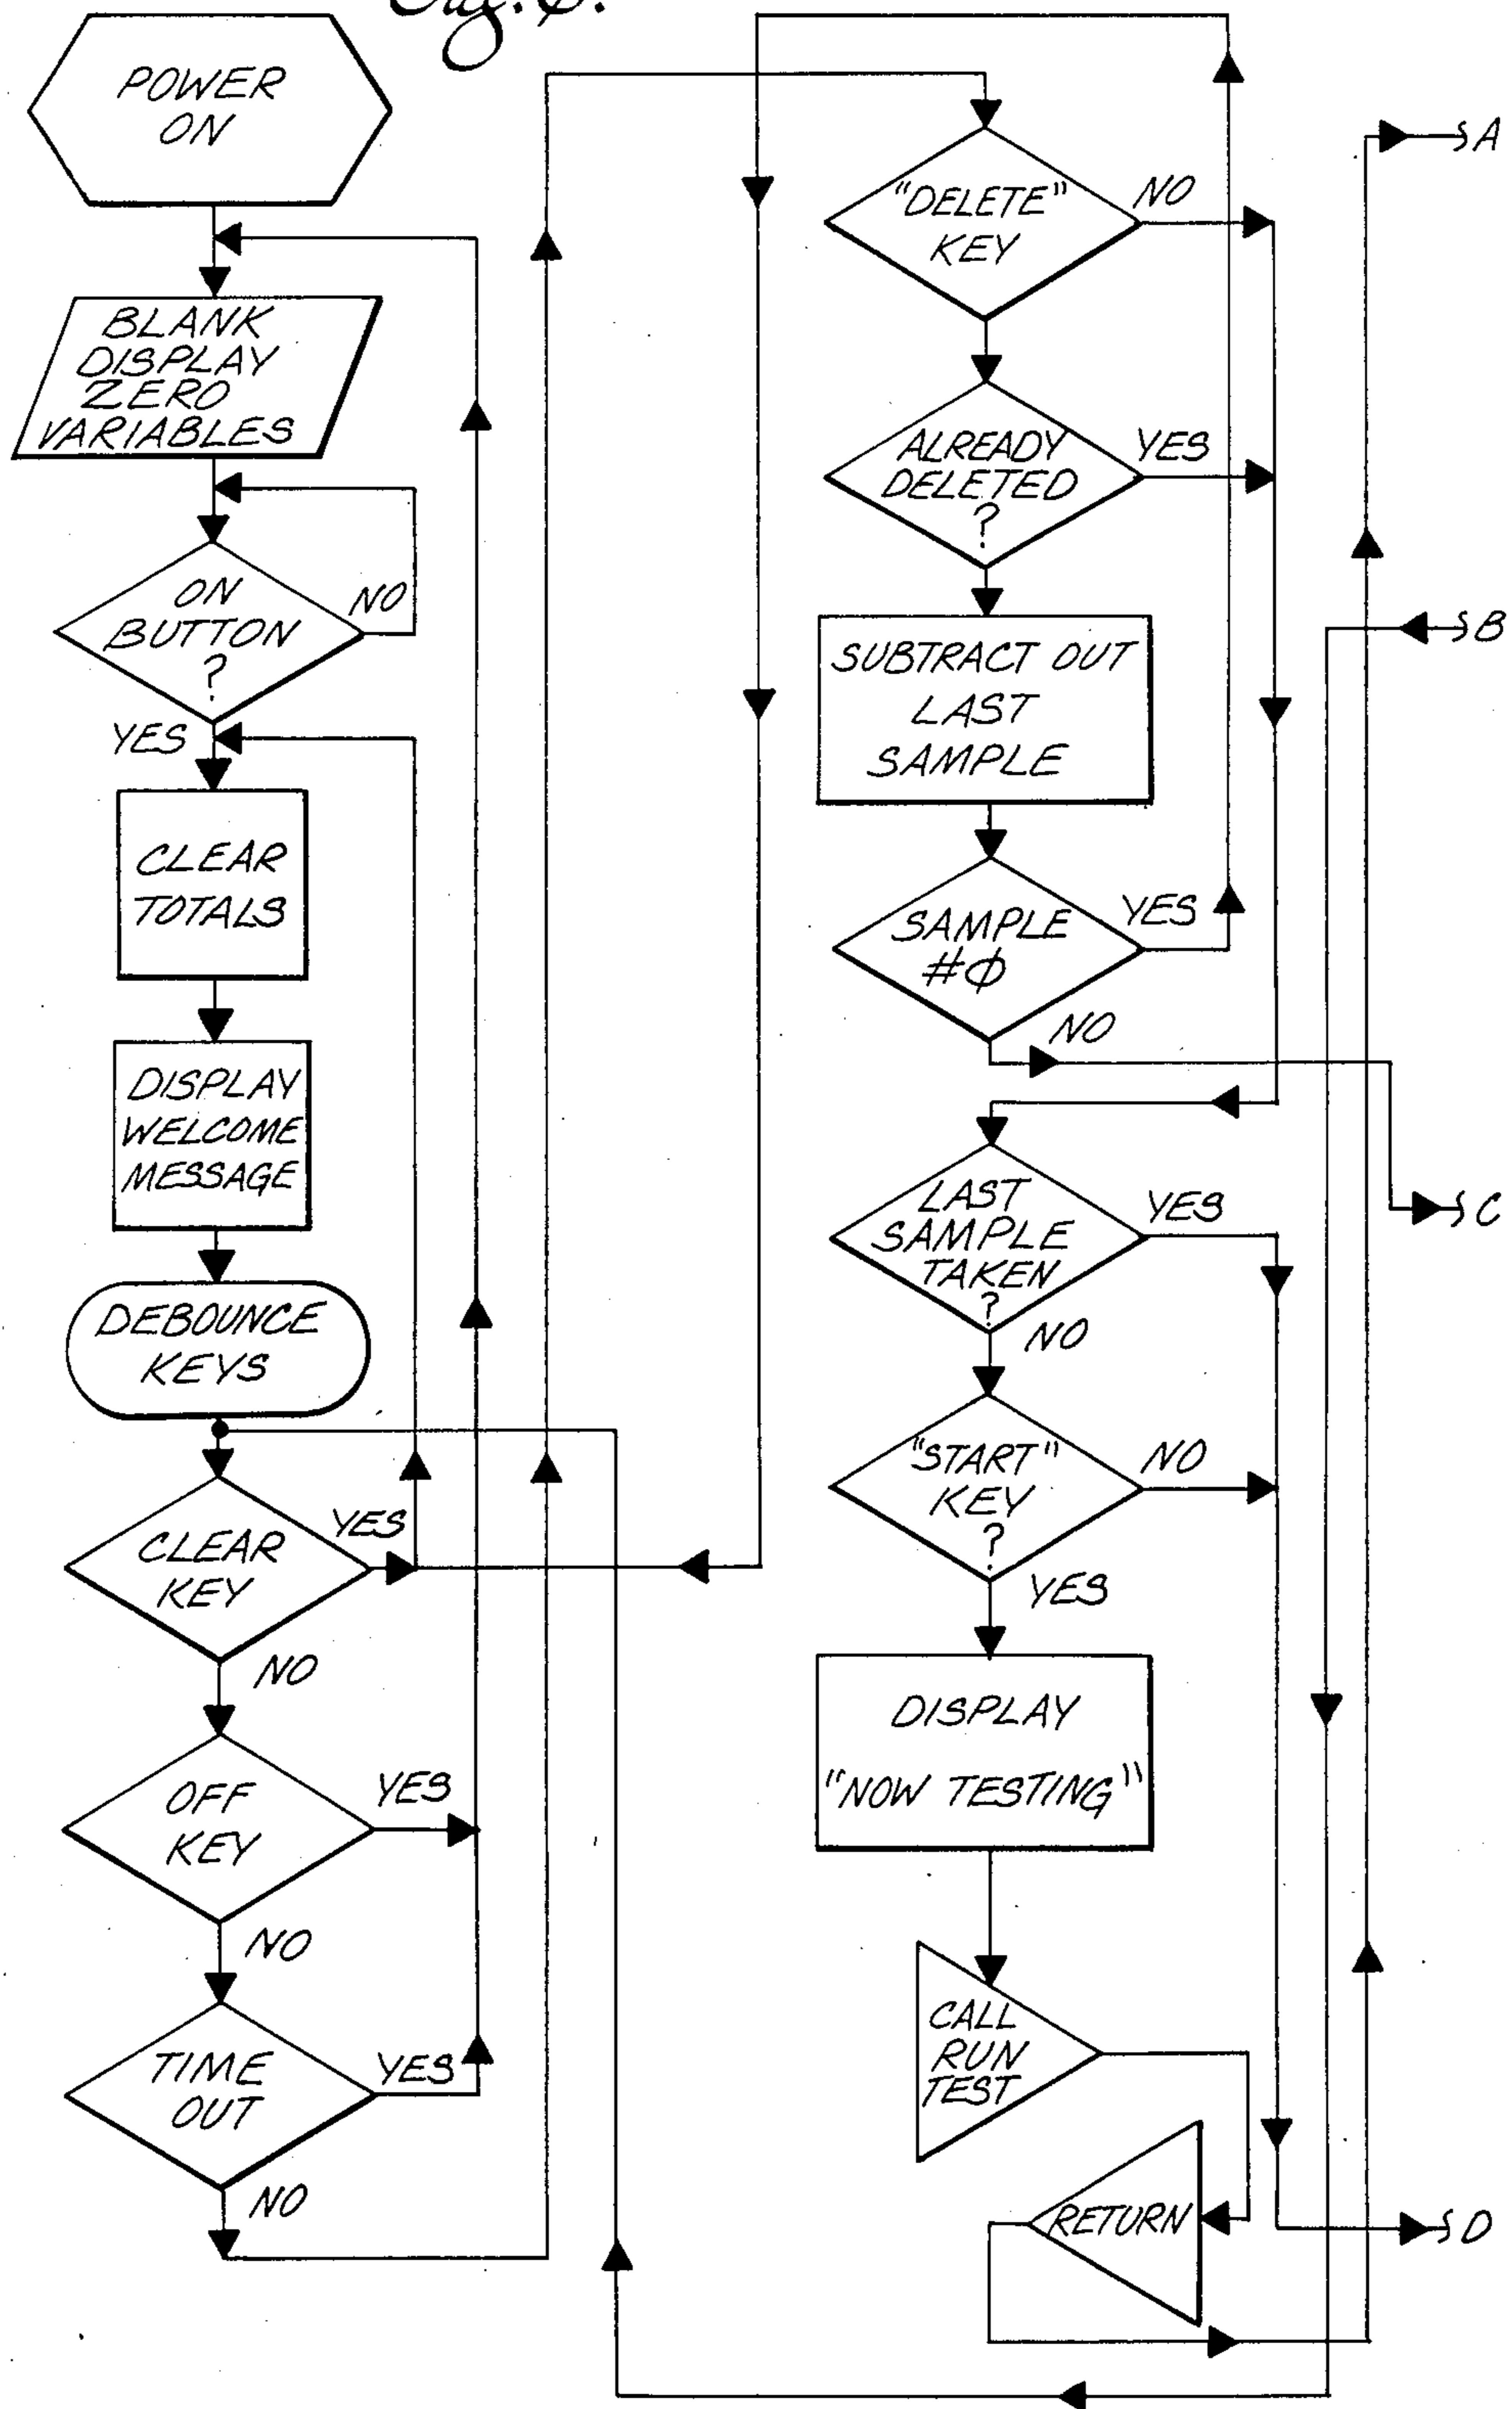 POWER
ON
BLANK
DISPLAY
ZERO
VARIABLES
ON
BUTTON
?
NO
YES
CLEAR
TOTALS
DISPLAY
WELCOME
MESSAGE
DEBOUNCE
KEYS
CLEAR
KEY
YES
NO
OFF
KEY
YES
NO
TIME
OUT
YES
NO
"DELETE"
KEY
NO
ALREADY
DELETED
?
YES
SUBTRACT OUT
LAST
SAMPLE
SAMPLE
#Ø
YES
NO
LAST
SAMPLE
TAKEN
?
YES
NO
"START"
KEY
?
NO
YES
DISPLAY
"NOW TESTING"
CALL
RUN
TEST
RETURN
A
B
C
D